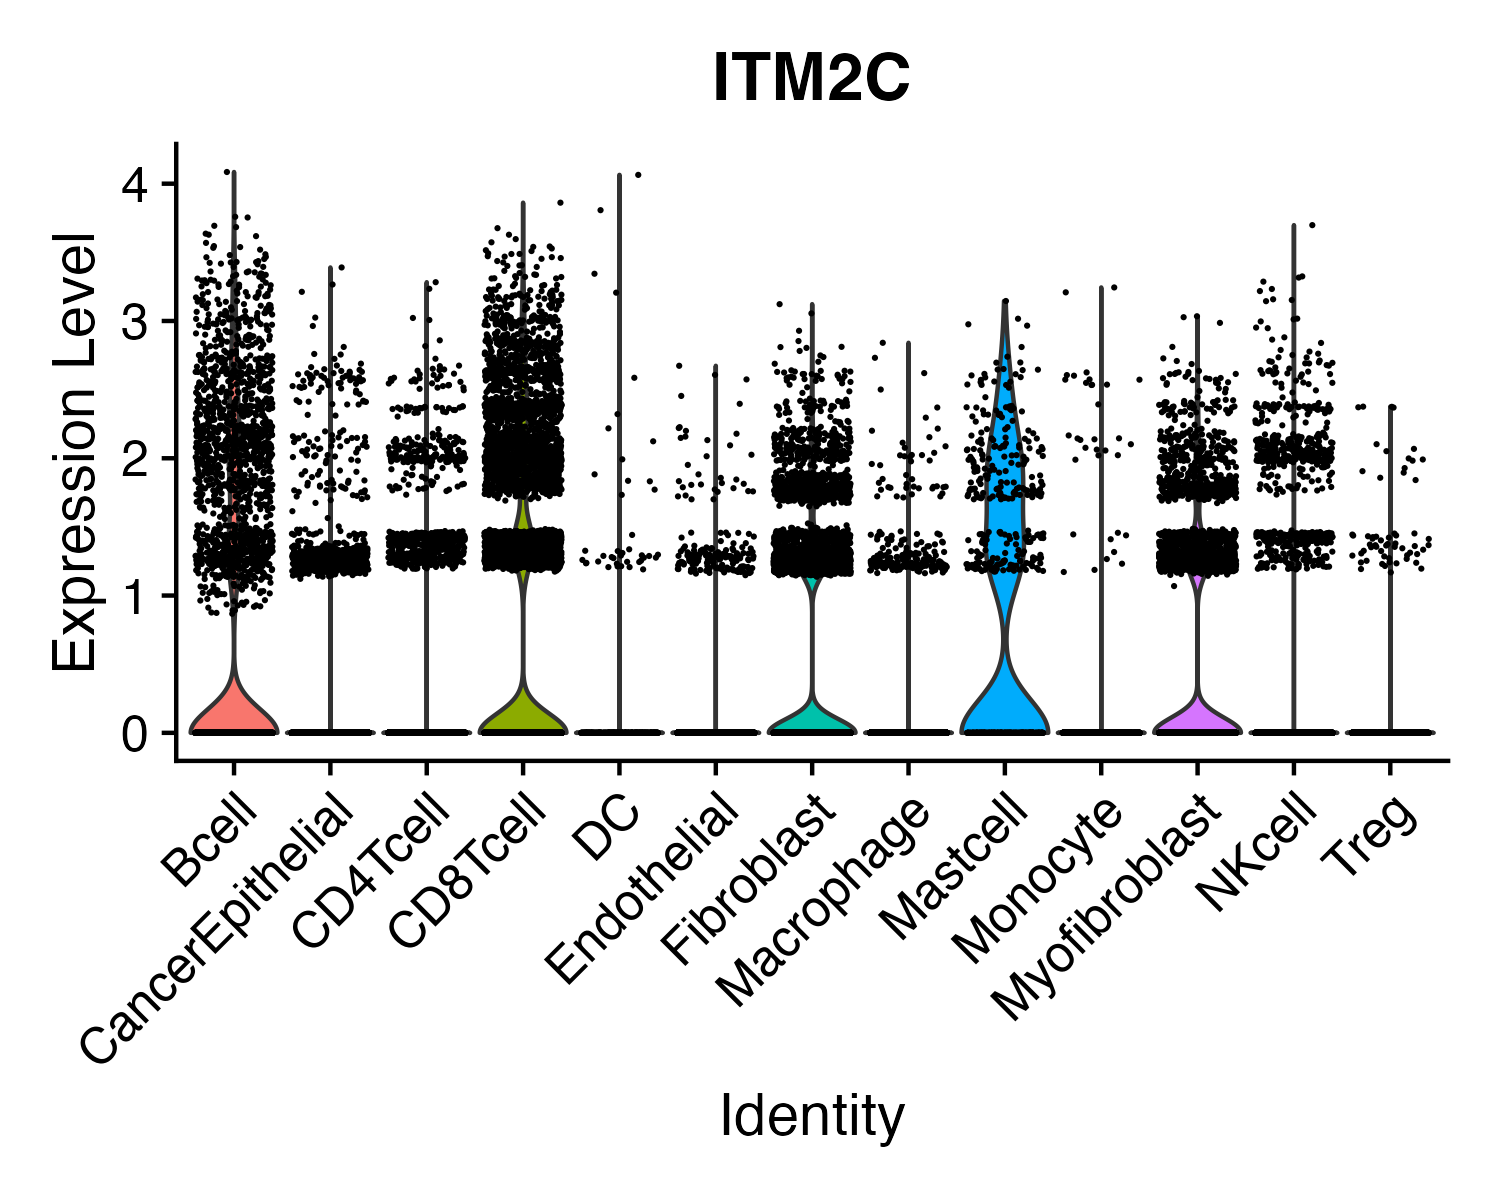 ITM2C
Expression Level
4
3
2
1
0
Bcell
CancerEpithelial
CD4Tcell
CD8Tcell
DC
Endothelial
Fibroblast
Macrophage
Mastcell
Monocyte
Myofibroblast
NKcell
Treg
Identity